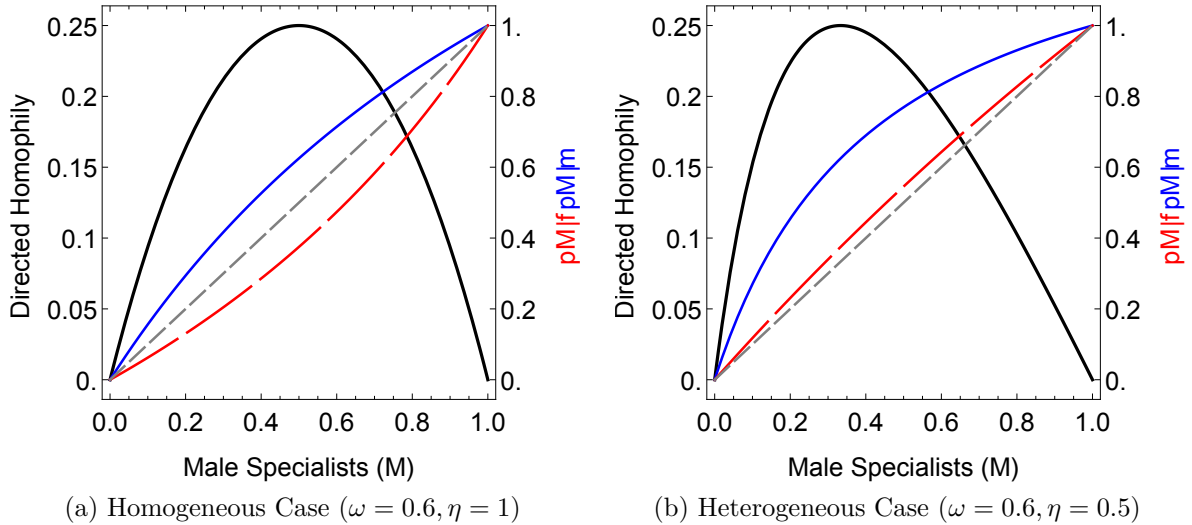 0.25
0.20
0.15
0.1
0.05
0.
Directed Homophily
1.
0.8
0.6
0.4
0.2
0.
pM|f pM|m
0.0 0.2 0.4 0.6 0.8 1.0
Male Specialists (M)
(a) Homogeneous Case (ω = 0.6, η = 1)
0.25
0.2
0.15
0.1
0.05
0.
Directed Homophily
1.
0.8
0.6
0.4
0.2
0.
pM|f pM|m
0.0 0.2 0.4 0.6 0.8 1.0
Male Specialists (M)
(b) Heterogeneous Case (ω = 0.6, η = 0.5)